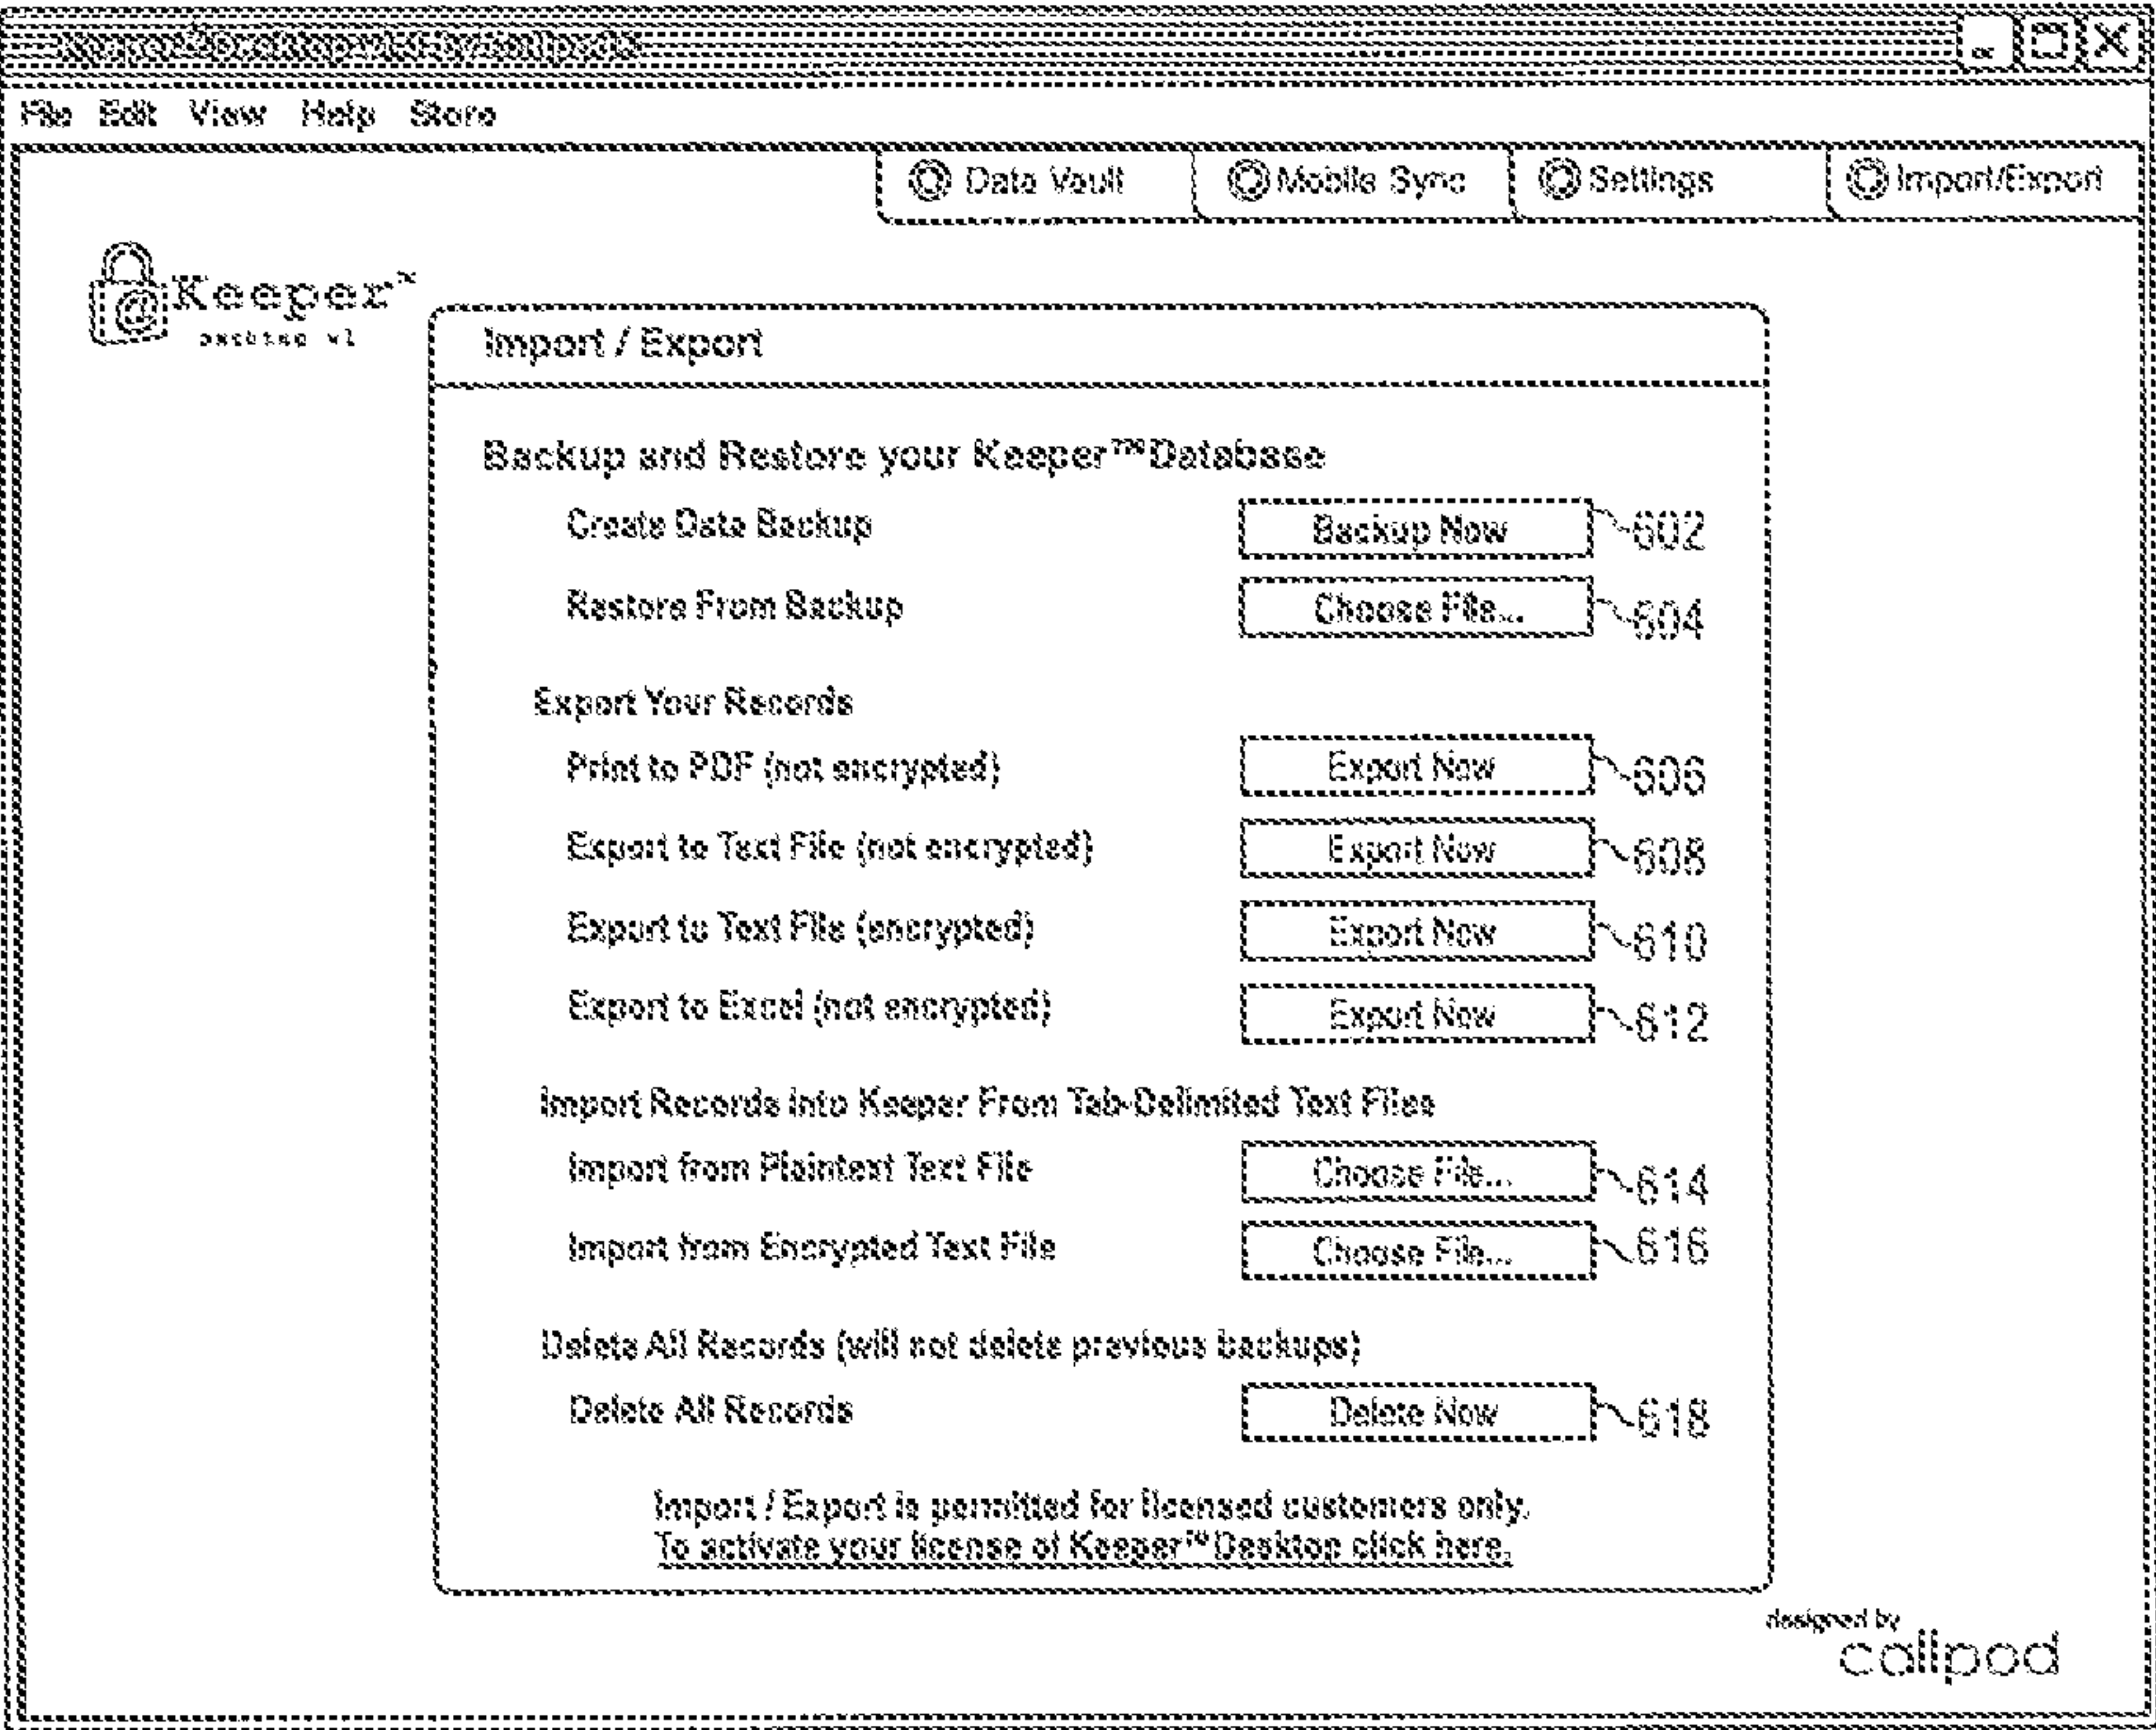 Keeper Desktop by Callpod
File Edit View Help Store
Data Vault Mobile Sync Settings Import/Export
@ Keeper™
Import / Export
Backup and Restore your Keeper™ Database
Create Data Backup Backup Now 602
Restore From Backup Choose File... 604
Export Your Records
Print to PDF (not encrypted) Export Now 606
Export to Text File (not encrypted) Export Now 608
Export to Text File (encrypted) Export Now 610
Export to Excel (not encrypted) Export Now 612
Import Records into Keeper From Tab-Delimited Text Files
Import from Plaintext Text File Choose File... 614
Import from Encrypted Text File Choose File... 616
Delete All Records (will not delete previous backups)
Delete All Records Delete Now 618
Import / Export is permitted for licensed customers only.
To activate your license of Keeper™ Desktop click here.
designed by
callpod